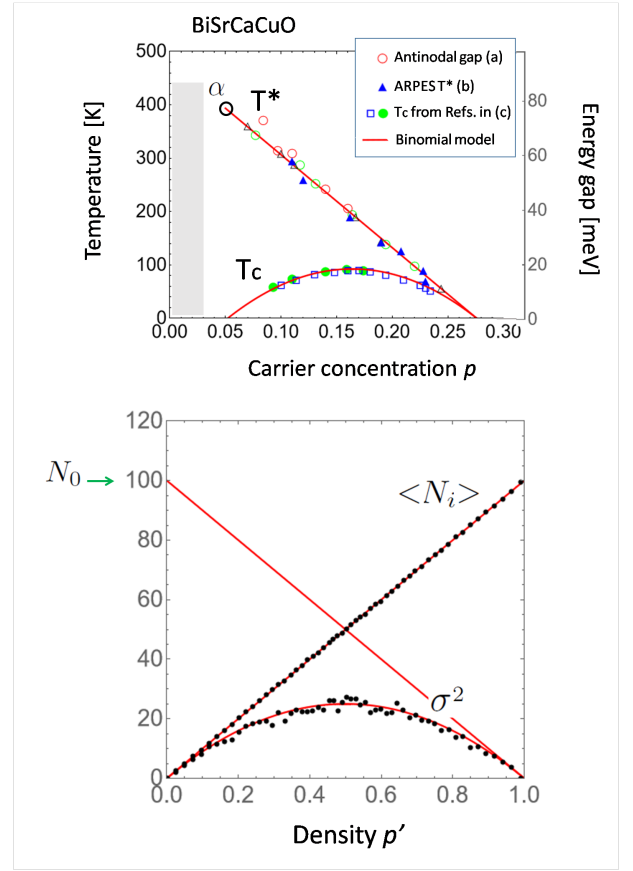 BiSrCaCuO
500
400
300
200
100
0
Temperature [K]
α
T*
Tc
Antinodal gap (a)
ARPES T* (b)
Tc from Refs. in (c)
Binomial model
80
60
40
20
0
Energy gap [meV]
0.00 0.05 0.10 0.15 0.20 0.25 0.30
Carrier concentration p
120
100
80
60
40
20
0
N₀
<Nᵢ>
σ²
0.0 0.2 0.4 0.6 0.8 1.0
Density p′